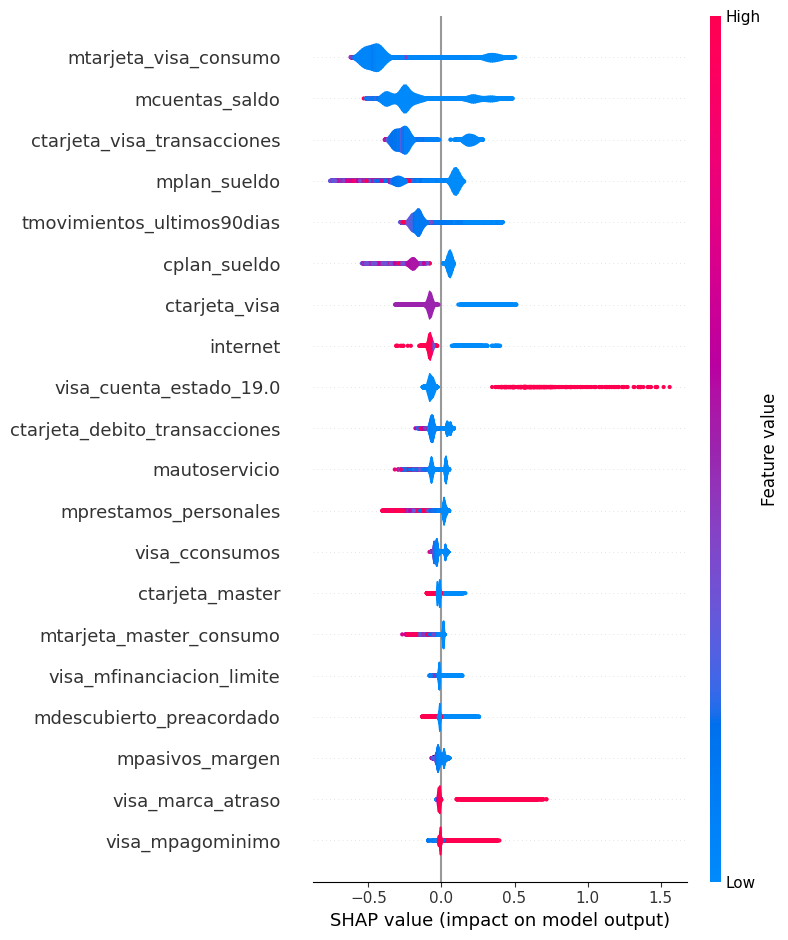 High
mtarjeta_visa_consumo
mcuentas_saldo
ctarjeta_visa_transacciones
mplan_sueldo
tmovimientos_ultimos90dias
cplan_sueldo
ctarjeta_visa
internet
visa_cuenta_estado_19.0
ctarjeta_debito_transacciones
mautoservicio
mprestamos_personales
visa_cconsumos
ctarjeta_master
mtarjeta_master_consumo
visa_mfinanciacion_limite
mdescubierto_preacordado
mpasivos_margen
visa_marca_atraso
visa_mpagominimo
Feature value
Low
−0.5 0.0 0.5 1.0 1.5
SHAP value (impact on model output)